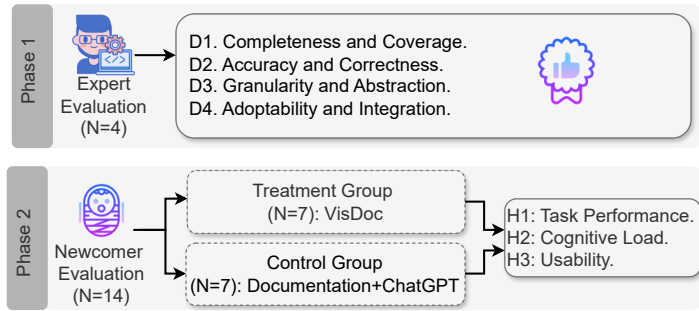 Phase 1
Expert
Evaluation
(N=4)
D1. Completeness and Coverage.
D2. Accuracy and Correctness.
D3. Granularity and Abstraction.
D4. Adoptability and Integration.
Phase 2
Newcomer
Evaluation
(N=14)
Treatment Group
(N=7): VisDoc
Control Group
(N=7): Documentation+ChatGPT
H1: Task Performance.
H2: Cognitive Load.
H3: Usability.